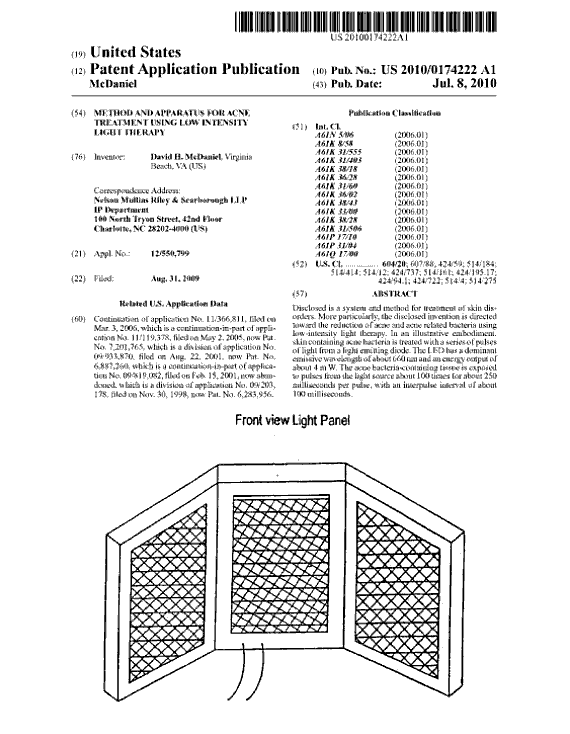 US 20100174222A1
(19) United States
(12) Patent Application Publication
McDaniel
(10) Pub. No.: US 2010/0174222 A1
(43) Pub. Date: Jul. 8, 2010
(54) METHOD AND APPARATUS FOR ACNE
TREATMENT USING LOW INTENSITY
LIGHT THERAPY
(76) Inventor: David H. McDaniel, Virginia
Beach, VA (US)
Correspondence Address:
Nelson Mullins Riley & Scarborough LLP
IP Department
100 North Tryon Street, 42nd Floor
Charlotte, NC 28202-4000 (US)
(21) Appl. No.: 12/550,799
(22) Filed: Aug. 31, 2009
Related U.S. Application Data
(60) Continuation of application No. 11/366,811, filed on
Mar. 3, 2006, which is a continuation-in-part of appli-
cation No. 11/119,378, filed on May 2, 2005, now Pat.
No. 7,201,765, which is a division of application No.
09/933,870, filed on Aug. 22, 2001, now Pat. No.
6,887,260, which is a continuation-in-part of applica-
tion No. 09/819,082, filed on Feb. 15, 2001, now aban-
doned, which is a division of application No. 09/203,
178, filed on Nov. 30, 1998, now Pat. No. 6,283,956.
Publication Classification
(51) Int. Cl.
A61N 5/06 (2006.01)
A61K 8/58 (2006.01)
A61K 31/555 (2006.01)
A61K 31/403 (2006.01)
A61K 38/18 (2006.01)
A61K 36/28 (2006.01)
A61K 31/60 (2006.01)
A61K 36/02 (2006.01)
A61K 38/43 (2006.01)
A61K 33/00 (2006.01)
A61K 38/28 (2006.01)
A61K 31/506 (2006.01)
A61P 17/10 (2006.01)
A61P 31/04 (2006.01)
A61Q 17/00 (2006.01)
(52) U.S. Cl. .............. 604/20; 607/88; 424/59; 514/184;
514/414; 514/12; 424/737; 514/161; 424/195.17;
424/94.1; 424/722; 514/4; 514/275
(57) ABSTRACT
Disclosed is a system and method for treatment of skin dis-
orders. More particularly, the disclosed invention is directed
toward the reduction of acne and acne related bacteria using
low-intensity light therapy. In an illustrative embodiment,
skin containing acne bacteria is treated with a series of pulses
of light from a light emitting diode. The LED has a dominant
emissive wavelength of about 660 nm and an energy output of
about 4 mW. The acne bacteria-containing tissue is exposed
to pulses from the light source about 100 times for about 250
milliseconds per pulse, with an interpulse interval of about
100 milliseconds.
Front view Light Panel